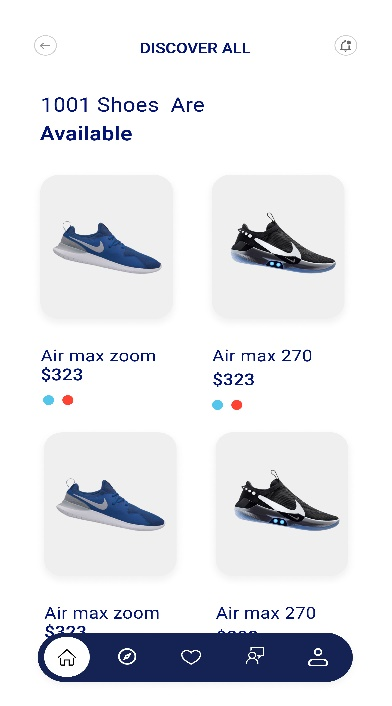 DISCOVER ALL
1001 Shoes Are
Available
Air max zoom
$323
Air max 270
$323
Air max zoom
$323
Air max 270